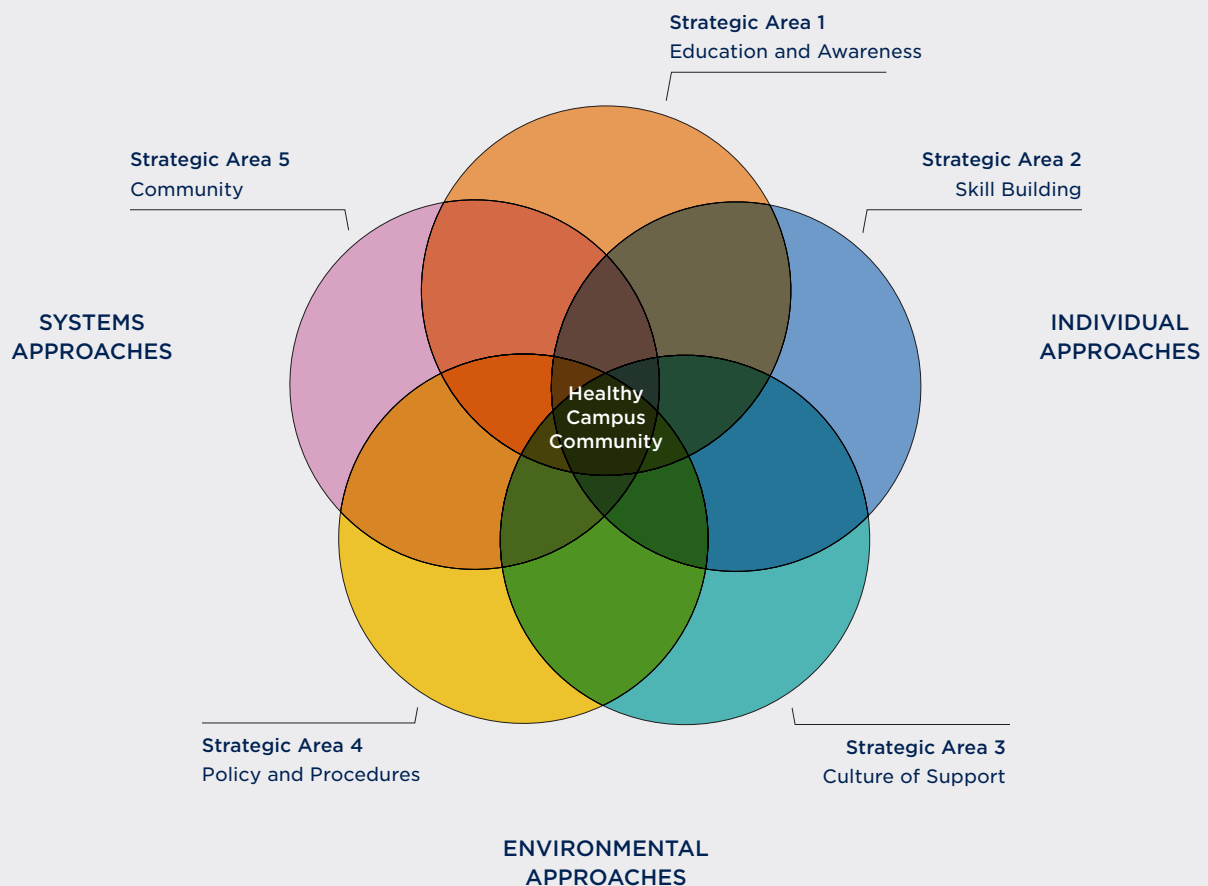 Strategic Area 1
Education and Awareness
Strategic Area 5
Community
Strategic Area 2
Skill Building
SYSTEMS
APPROACHES
INDIVIDUAL
APPROACHES
Healthy
Campus
Community
Strategic Area 4
Policy and Procedures
Strategic Area 3
Culture of Support
ENVIRONMENTAL
APPROACHES